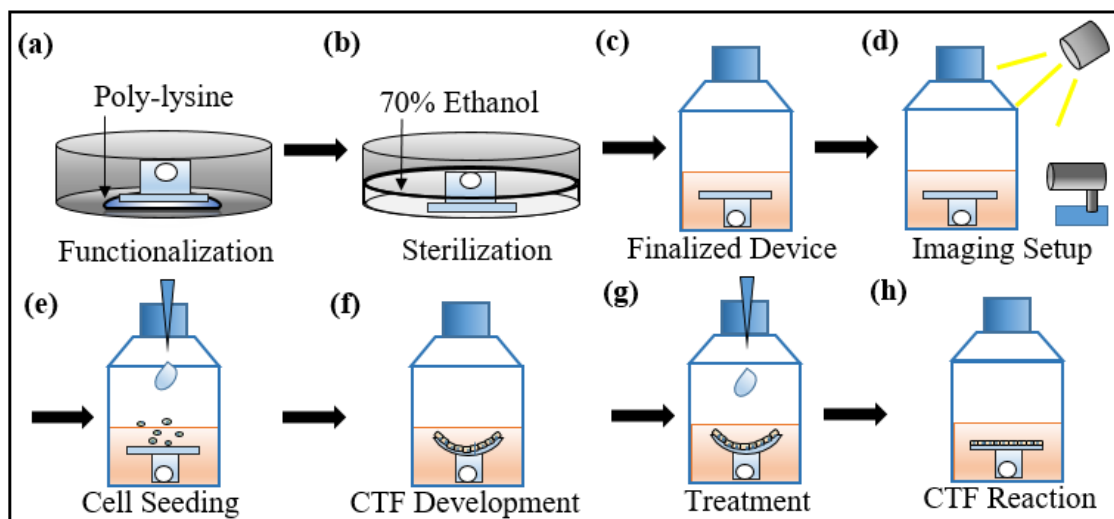 (a)
(b)
(c)
(d)
Poly-lysine
70% Ethanol
Functionalization
Sterilization
Finalized Device
Imaging Setup
(e)
(f)
(g)
(h)
Cell Seeding
CTF Development
Treatment
CTF Reaction